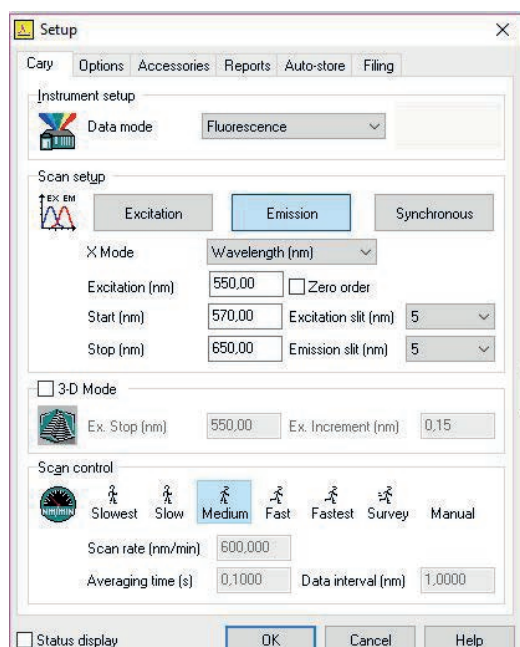 Setup
Cary Options Accessories Reports Auto-store Filing
Instrument setup
Data mode Fluorescence
Scan setup
EX EM
Excitation Emission Synchronous
X Mode Wavelength (nm)
Excitation (nm) 550,00 Zero order
Start (nm) 570,00 Excitation slit (nm) 5
Stop (nm) 650,00 Emission slit (nm) 5
3-D Mode
Ex. Stop (nm) 550,00 Ex. Increment (nm) 0,15
Scan control
NM/MIN
Slowest Slow Medium Fast Fastest Survey Manual
Scan rate (nm/min) 600,000
Averaging time (s) 0,1000 Data interval (nm) 1,0000
Status display OK Cancel Help